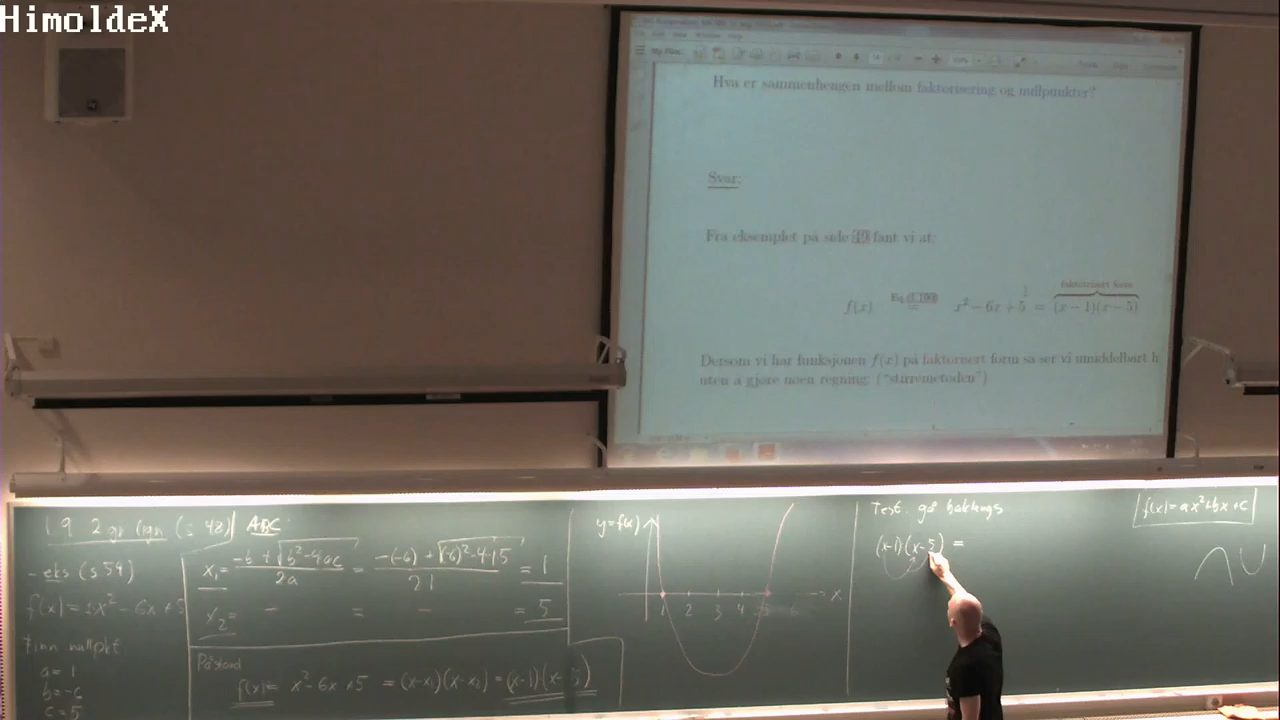 HimoldeX
Hva er sammenhengen mellom faktorisering og nullpunkter?
Svar:
Fra eksemplet på side 49 fant vi at:
faktorisert form
f(x) = x² − 6x + 5 = (x − 1)(x − 5)
Dersom vi har funksjonen f(x) på faktorisert form så ser vi umiddelbart h
uten å gjøre noen regning: ("stirremetoden")
1.9 2.gr lign (s 48) ABC:
- eks (s 54)
f(x) = 1x² - 6x + 5
Finn nullpkt.
a = 1
b = -6
c = 5
x₁ = -b + √b² - 4ac / 2a = -(-6) + √(-6)² - 4·1·5 / 2·1 = 1
x₂ = - = - = 5
Påstand
f(x) = x² - 6x + 5 = (x-x₁)(x-x₂) = (x-1)(x-5)
y = f(x)
1 2 3 4 5 6 x
Test: gå baklengs
(x-1)(x-5) =
f(x) = ax² + bx + c